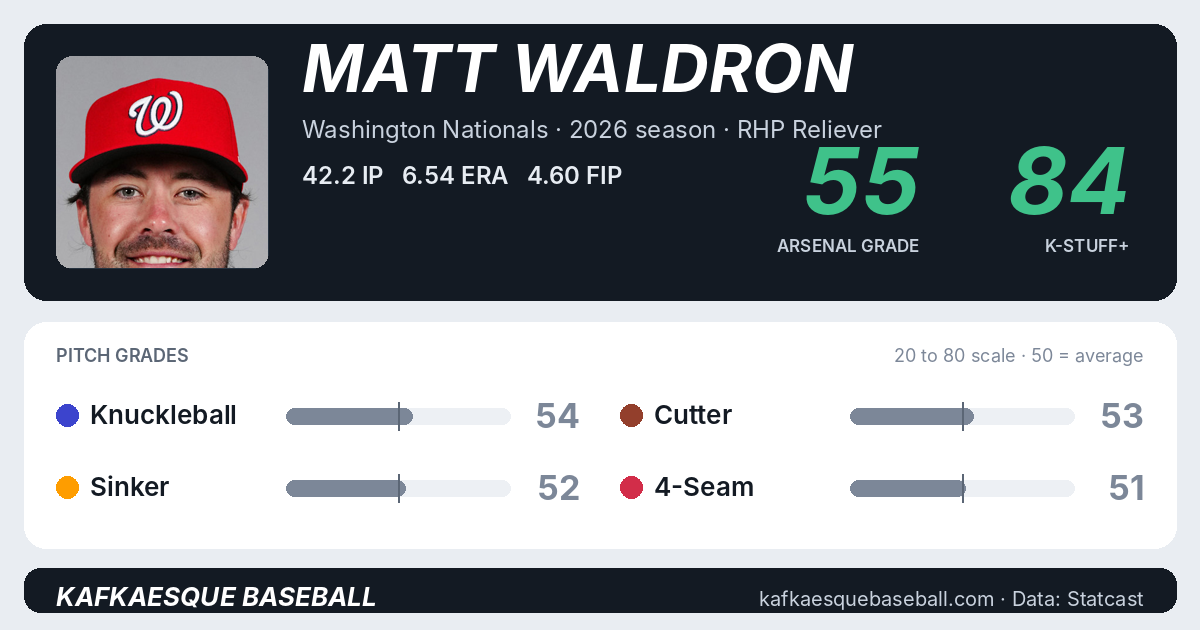 MATT WALDRON
Washington Nationals · 2026 season · RHP Reliever
42.2 IP 6.54 ERA 4.60 FIP
55 84
ARSENAL GRADE K-STUFF+
W
PITCH GRADES 20 to 80 scale · 50 = average
Knuckleball 54 Cutter 53
Sinker 52 4-Seam 51
KAFKAESQUE BASEBALL kafkaesquebaseball.com · Data: Statcast